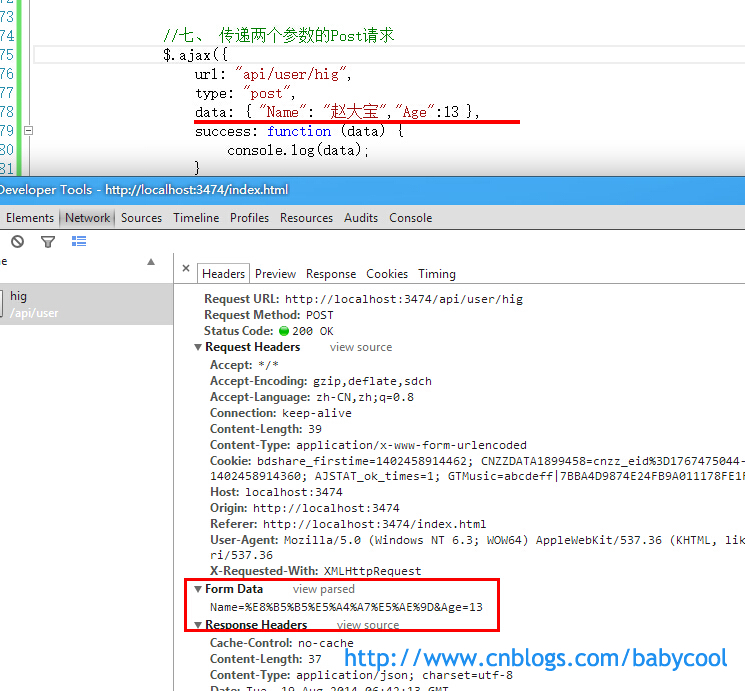 73
74
//七、 传递两个参数的Post请求
75
$.ajax({
76
url: "api/user/hig",
77
type: "post",
78
data: { "Name": "赵大宝","Age":13 },
79
success: function (data) {
80
console.log(data);
81
}
Developer Tools - http://localhost:3474/index.html
Elements Network Sources Timeline Profiles Resources Audits Console
hig
/api/user
× Headers Preview Response Cookies Timing
Request URL: http://localhost:3474/api/user/hig
Request Method: POST
Status Code: 200 OK
Request Headers view source
Accept: */*
Accept-Encoding: gzip,deflate,sdch
Accept-Language: zh-CN,zh;q=0.8
Connection: keep-alive
Content-Length: 39
Content-Type: application/x-www-form-urlencoded
Cookie: bdshare_firstime=1402458914462; CNZZDATA1899458=cnzz_eid%3D1767475044-
1402458914360; AJSTAT_ok_times=1; GTMusic=abcdeff|7BBA4D9874E24FB9A011178FE1F
Host: localhost:3474
Origin: http://localhost:3474
Referer: http://localhost:3474/index.html
User-Agent: Mozilla/5.0 (Windows NT 6.3; WOW64) AppleWebKit/537.36 (KHTML, lik
ri/537.36
X-Requested-With: XMLHttpRequest
Form Data view parsed
Name=%E8%B5%B5%E5%A4%A7%E5%AE%9D&Age=13
Response Headers view source
Cache-Control: no-cache
Content-Length: 37
Content-Type: application/json; charset=utf-8
Date: Tue, 19 Aug 2014 06:42:13 GMT
http://www.cnblogs.com/babycool